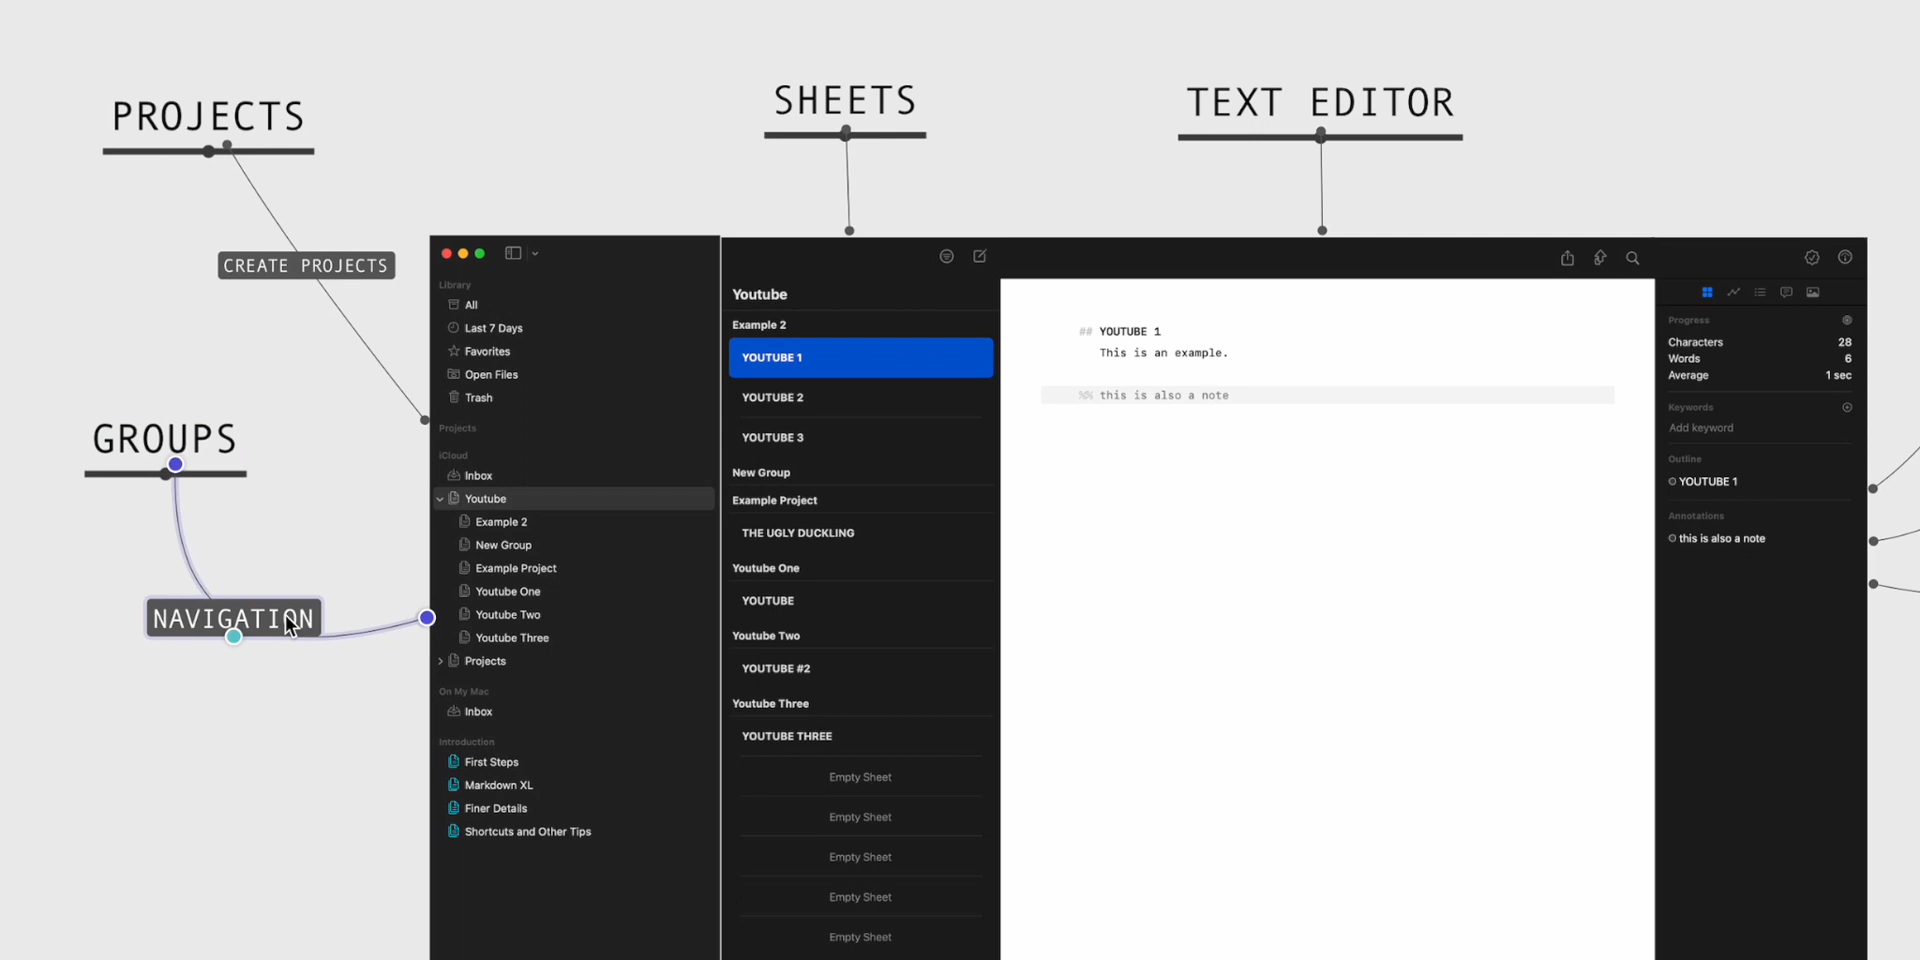 PROJECTS
SHEETS
TEXT EDITOR
CREATE PROJECTS
GROUPS
NAVIGATION
Library
All
Last 7 Days
Favorites
Open Files
Trash
Projects
iCloud
Inbox
Youtube
Example 2
New Group
Example Project
Youtube One
Youtube Two
Youtube Three
Projects
On My Mac
Inbox
Introduction
First Steps
Markdown XL
Finer Details
Shortcuts and Other Tips
Youtube
Example 2
YOUTUBE 1
YOUTUBE 2
YOUTUBE 3
New Group
Example Project
THE UGLY DUCKLING
Youtube One
YOUTUBE
Youtube Two
YOUTUBE #2
Youtube Three
YOUTUBE THREE
Empty Sheet
Empty Sheet
Empty Sheet
Empty Sheet
Empty Sheet
## YOUTUBE 1
This is an example.
%% this is also a note
Progress
Characters 28
Words 6
Average 1 sec
Keywords
Add keyword
Outline
YOUTUBE 1
Annotations
this is also a note